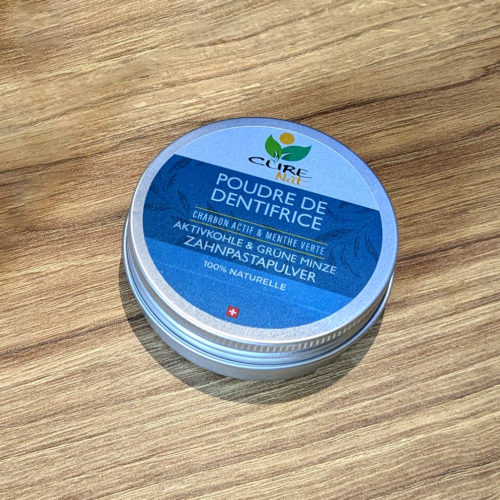 CURE
Nat
POUDRE DE
DENTIFRICE
CHARBON ACTIF & MENTHE VERTE
AKTIVKOHLE & GRÜNE MINZE
ZAHNPASTAPULVER
100% NATURELLE